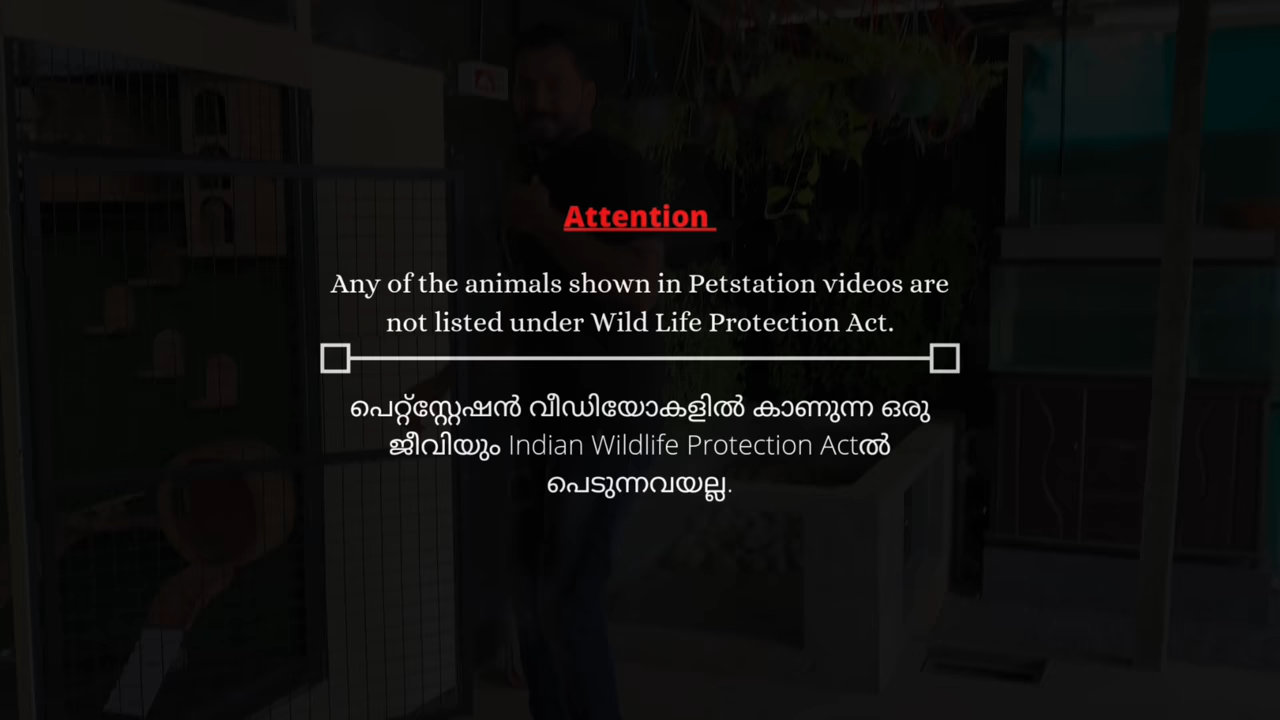 Attention
Any of the animals shown in Petstation videos are
not listed under Wild Life Protection Act.
പെറ്റ്സ്റ്റേഷൻ വീഡിയോകളിൽ കാണുന്ന ഒരു
ജീവിയും Indian Wildlife Protection Actൽ
പെടുന്നവയല്ല.